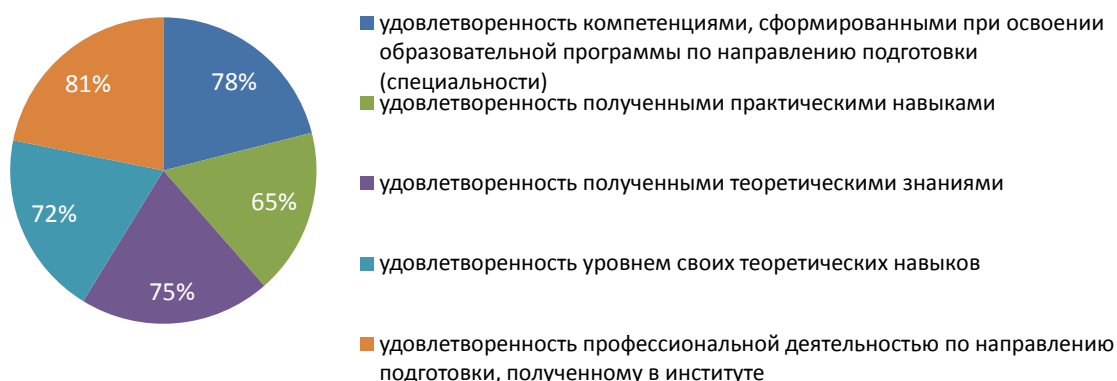 78%
65%
75%
72%
81%
удовлетворенность компетенциями, сформированными при освоении
образовательной программы по направлению подготовки
(специальности)
удовлетворенность полученными практическими навыками
удовлетворенность полученными теоретическими знаниями
удовлетворенность уровнем своих теоретических навыков
удовлетворенность профессиональной деятельностью по направлению
подготовки, полученному в институте